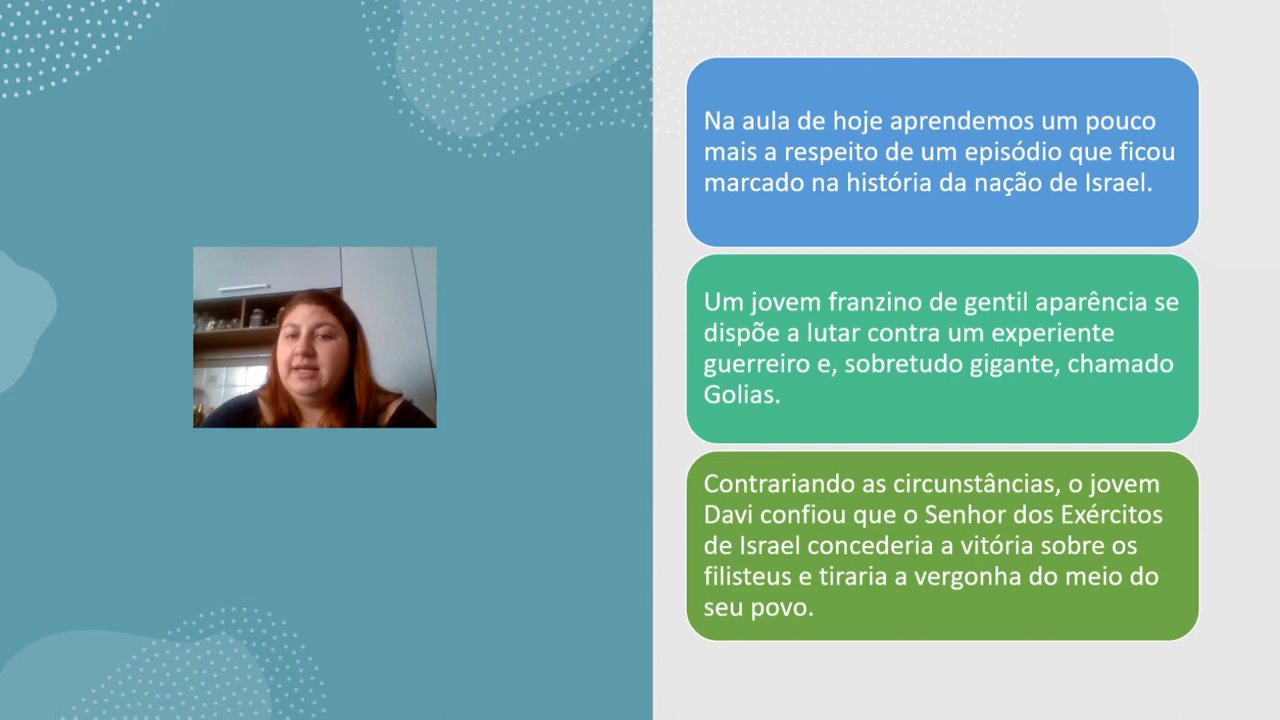 Na aula de hoje aprendemos um pouco
mais a respeito de um episódio que ficou
marcado na história da nação de Israel.
Um jovem franzino de gentil aparência se
dispõe a lutar contra um experiente
guerreiro e, sobretudo gigante, chamado
Golias.
Contrariando as circunstâncias, o jovem
Davi confiou que o Senhor dos Exércitos
de Israel concederia a vitória sobre os
filisteus e tiraria a vergonha do meio do
seu povo.